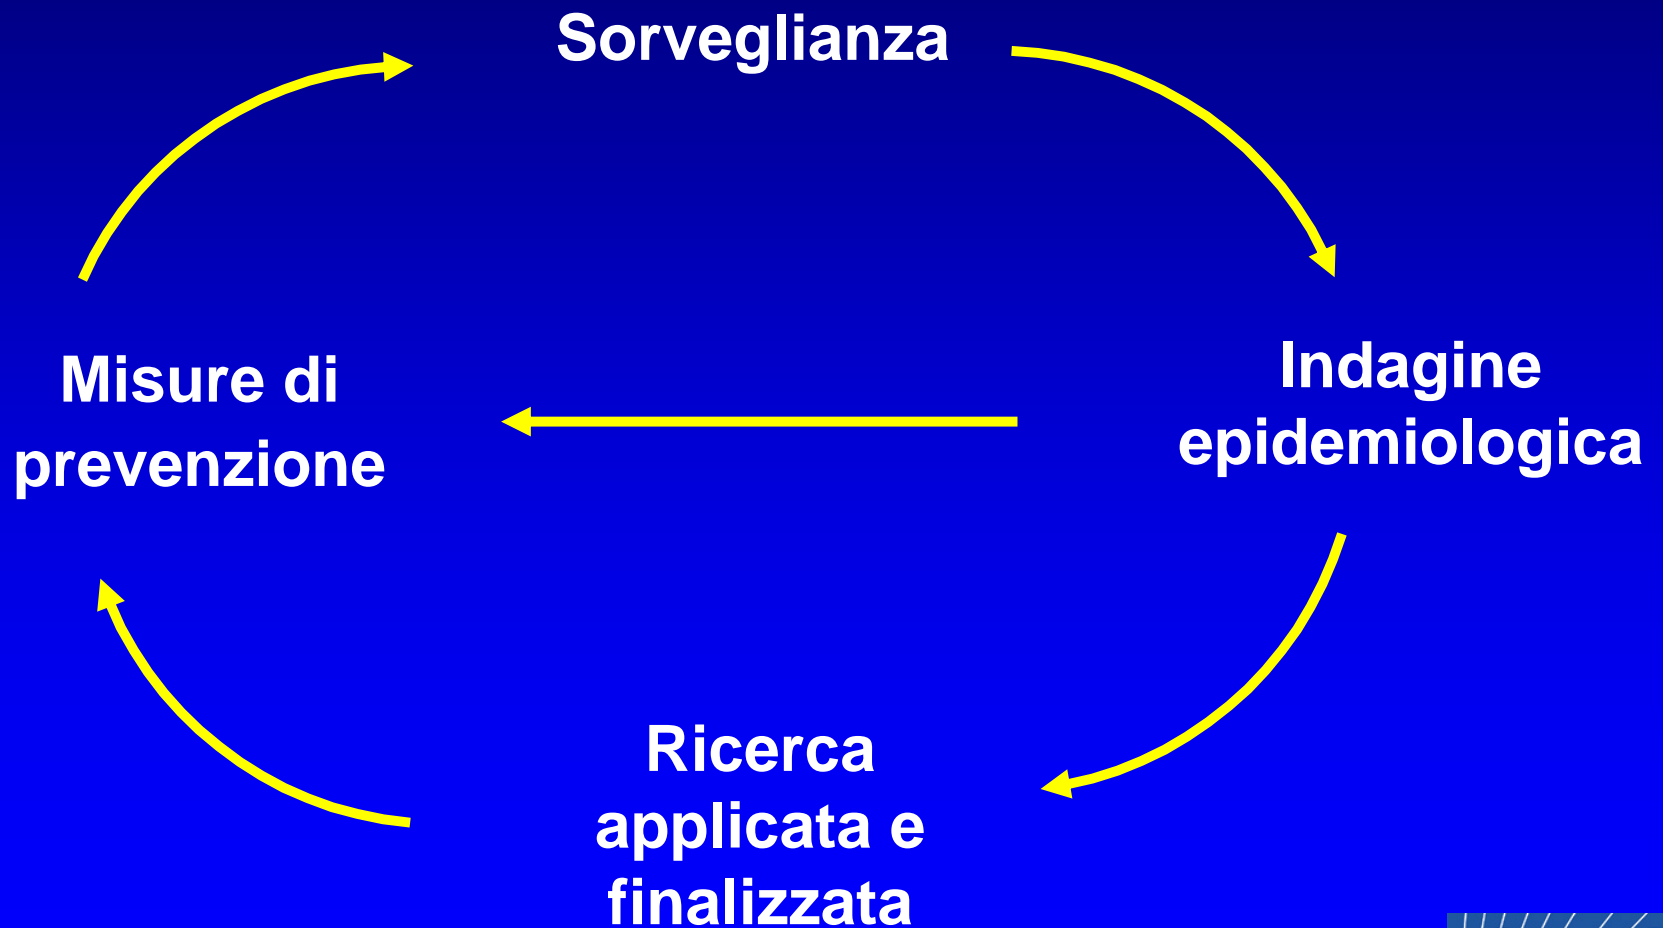 Sorveglianza
Misure di
prevenzione
Indagine
epidemiologica
Ricerca
applicata e
finalizzata